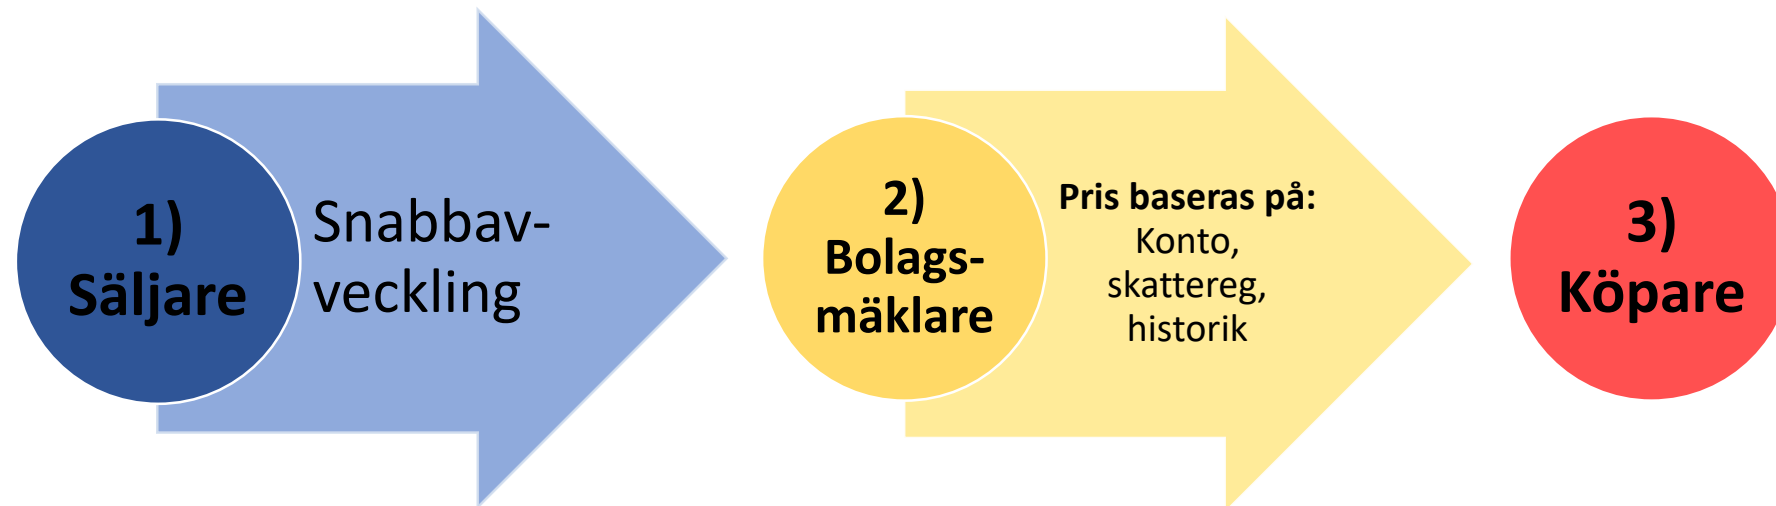 1)
Säljare
Snabbav-
veckling
2)
Bolags-
mäklare
Pris baseras på:
Konto,
skattereg,
historik
3)
Köpare